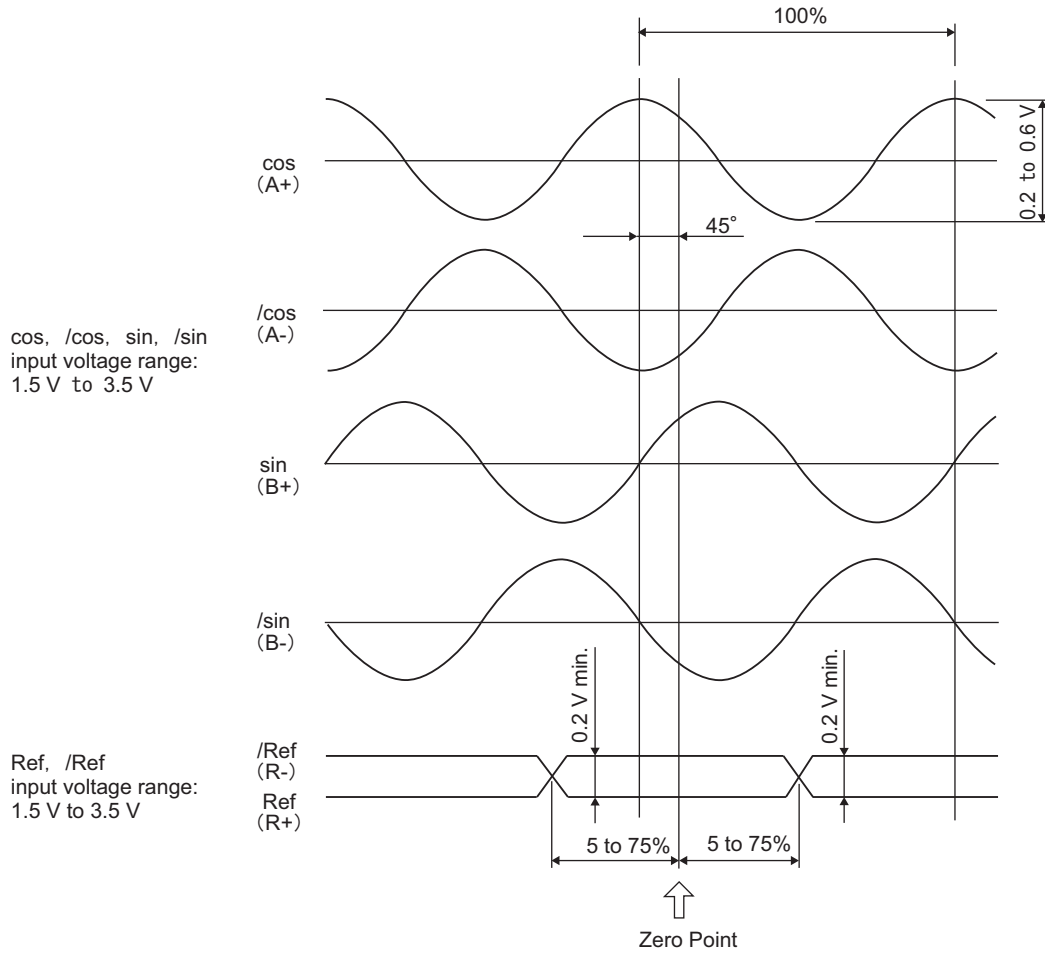 100%
0.2 to 0.6 V
cos
(A+)
45°
/cos
(A-)
cos, /cos, sin, /sin
input voltage range:
1.5 V to 3.5 V
sin
(B+)
/sin
(B-)
0.2 V min.
0.2 V min.
/Ref
(R-)
Ref
(R+)
Ref, /Ref
input voltage range:
1.5 V to 3.5 V
5 to 75%
5 to 75%
Zero Point